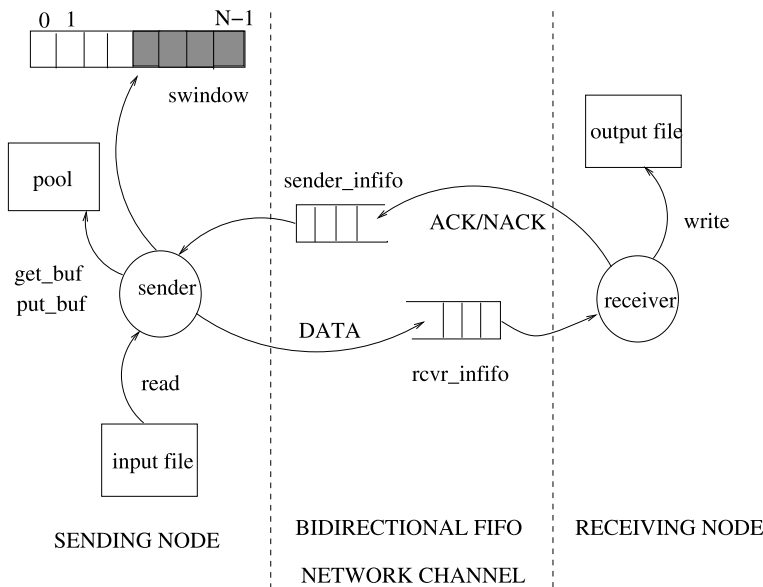 0 1 N-1
swindow
pool
get_buf
put_buf
sender
read
input file
SENDING NODE
sender_infifo
ACK/NACK
DATA
rcvr_infifo
BIDIRECTIONAL FIFO
NETWORK CHANNEL
output file
write
receiver
RECEIVING NODE